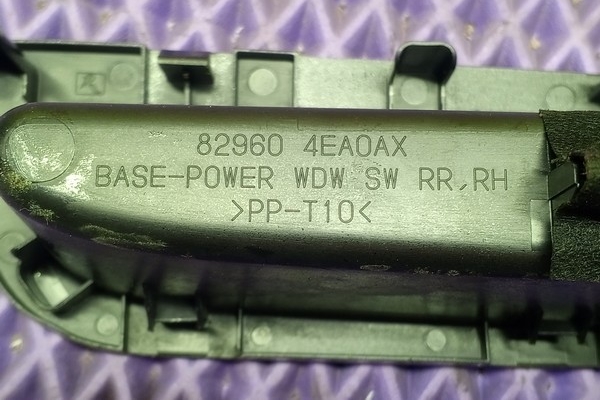 82960 4EA0AX
BASE-POWER WDW SW RR,RH
>PP-T10<